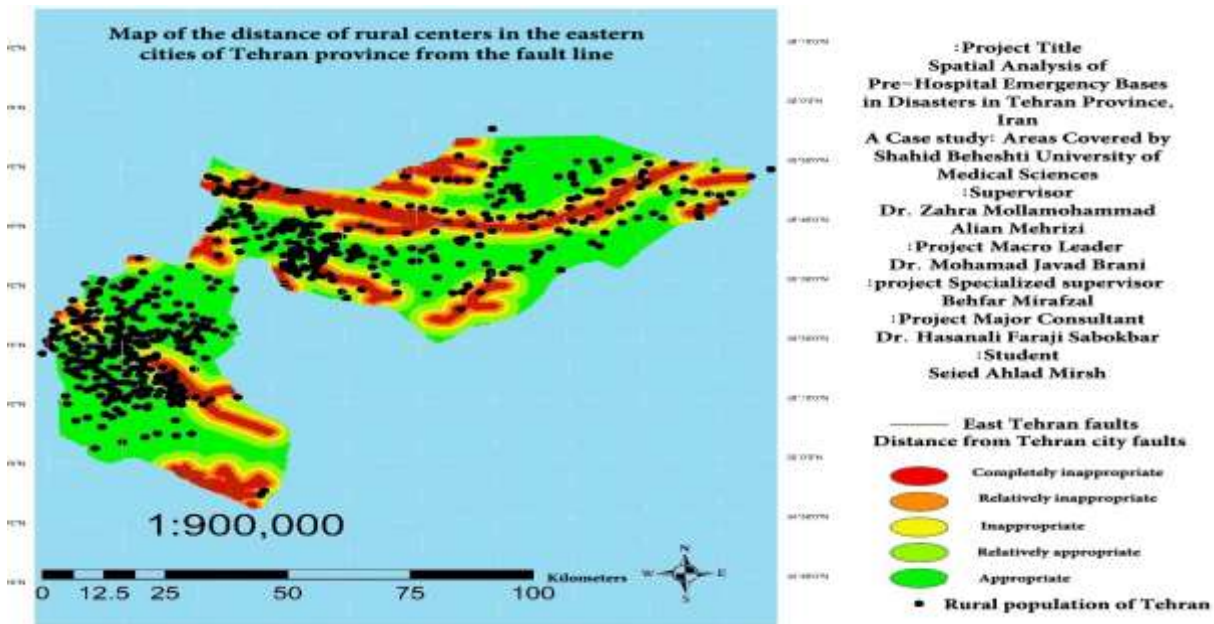 Map of the distance of rural centers in the eastern
cities of Tehran province from the fault line
:Project Title
Spatial Analysis of
Pre-Hospital Emergency Bases
in Disasters in Tehran Province,
Iran
A Case study: Areas Covered by
Shahid Beheshti University of
Medical Sciences
:Supervisor
Dr. Zahra Mollamohammad
Alian Mehrizi
:Project Macro Leader
Dr. Mohamad Javad Brani
:project Specialized supervisor
Behfar Mirafzal
:Project Major Consultant
Dr. Hasanali Faraji Sabokbar
:Student
Seied Ahlad Mirsh
East Tehran faults
Distance from Tehran city faults
Completely inappropriate
Relatively inappropriate
Inappropriate
Relatively appropriate
Appropriate
Rural population of Tehran
1:900,000
Kilometers
0 12.5 25 50 75 100
N
W E
S